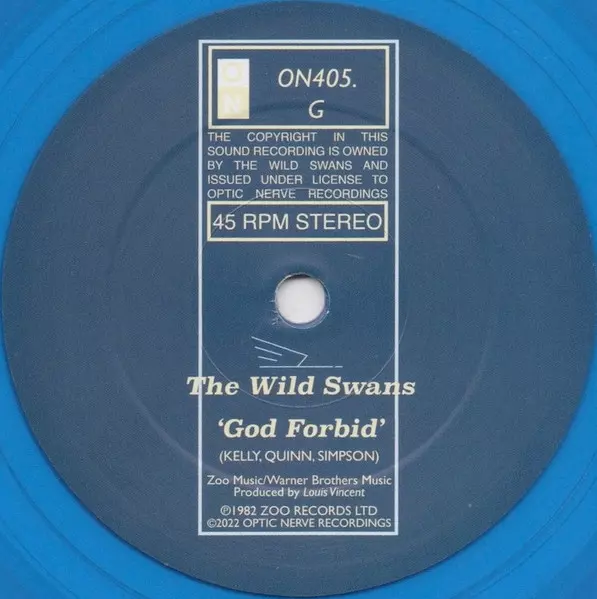 ON
ON405.
G
THE COPYRIGHT IN THIS
SOUND RECORDING IS OWNED
BY THE WILD SWANS AND
ISSUED UNDER LICENSE TO
OPTIC NERVE RECORDINGS
45 RPM STEREO
The Wild Swans
‘God Forbid’
(KELLY, QUINN, SIMPSON)
Zoo Music/Warner Brothers Music
Produced by Louis Vincent
℗1982 ZOO RECORDS LTD
©2022 OPTIC NERVE RECORDINGS